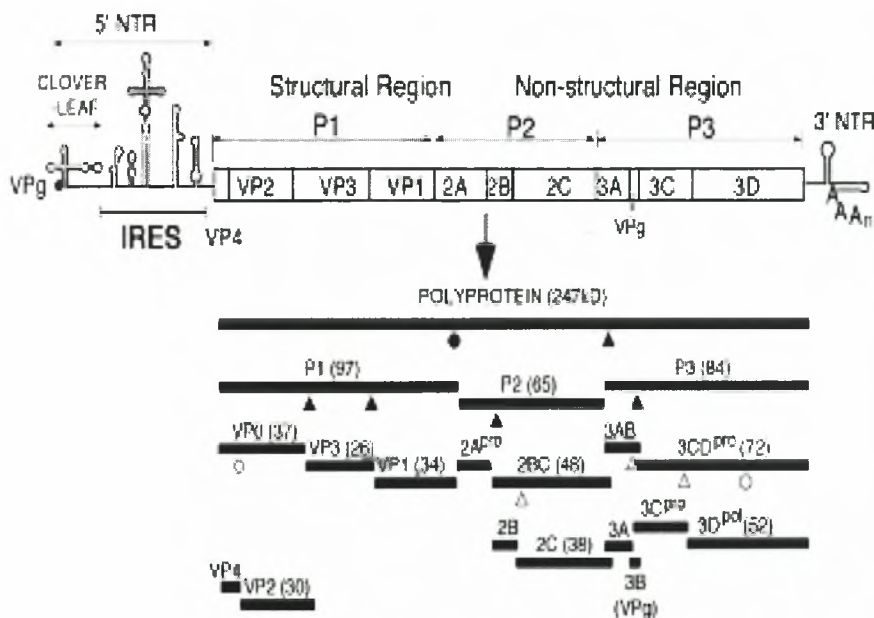 5' NTR
CLOVER
LEAF
Structural Region Non-structural Region
P1 P2 P3
3' NTR
VPg
VP2 VP3 VP1 2A 2B 2C 3A 3C 3D
VPg
A AAn
IRES VP4
POLYPROTEIN (247kD)
P1 (97) P2 (65) P3 (84)
VP0 (37) VP3 (26) VP1 (34) 2Apro 2BC (48) 3AB 3CDpro (72)
2B 2C (38) 3A 3Cpro 3Dpol (52)
VP4 VP2 (30) 3B
(VPg)